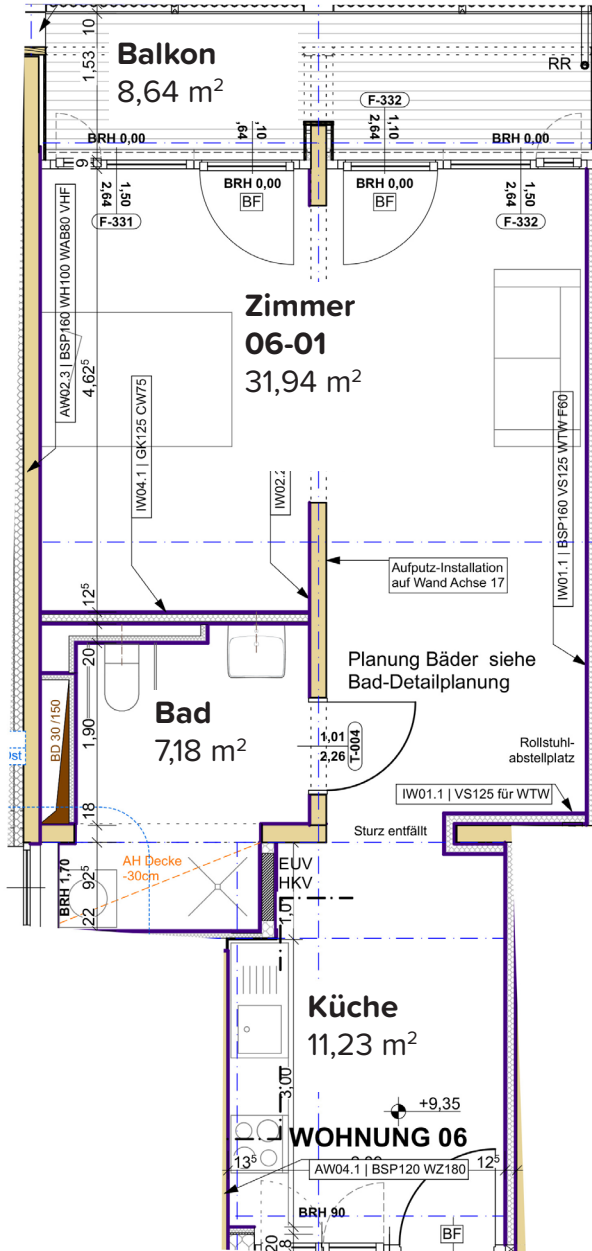 10
1,53
Balkon
8,64 m²
RR
F-332
BRH 0,00
,10
,64
1,10
2,64
BRH 0,00
9
BRH 0,00
BRH 0,00
BF
BF
1,50
2,64
F-331
1,50
2,64
F-332
AW02.3 | BSP160 WH100 WAB80 VHF
Zimmer
06-01
31,94 m²
4,62⁵
IW04.1 | GK125 CW75
IW02.2
IW01.1 | BSP160 VS125 WTW F60
Aufputz-Installation
auf Wand Achse 17
12⁵
20
Planung Bäder siehe
Bad-Detailplanung
BD 30 /150
1,90
Bad
7,18 m²
1,01
2,26
T-004
Rollstuhl-
abstellplatz
IW01.1 | VS125 für WTW
18
Sturz entfällt
BRH 1,70
92⁵
22
AH Decke
-30cm
EUV
HKV
Küche
11,23 m²
3,00
+9,35
WOHNUNG 06
13⁵
12⁵
AW04.1 | BSP120 WZ180
BRH 90
BF
20
8